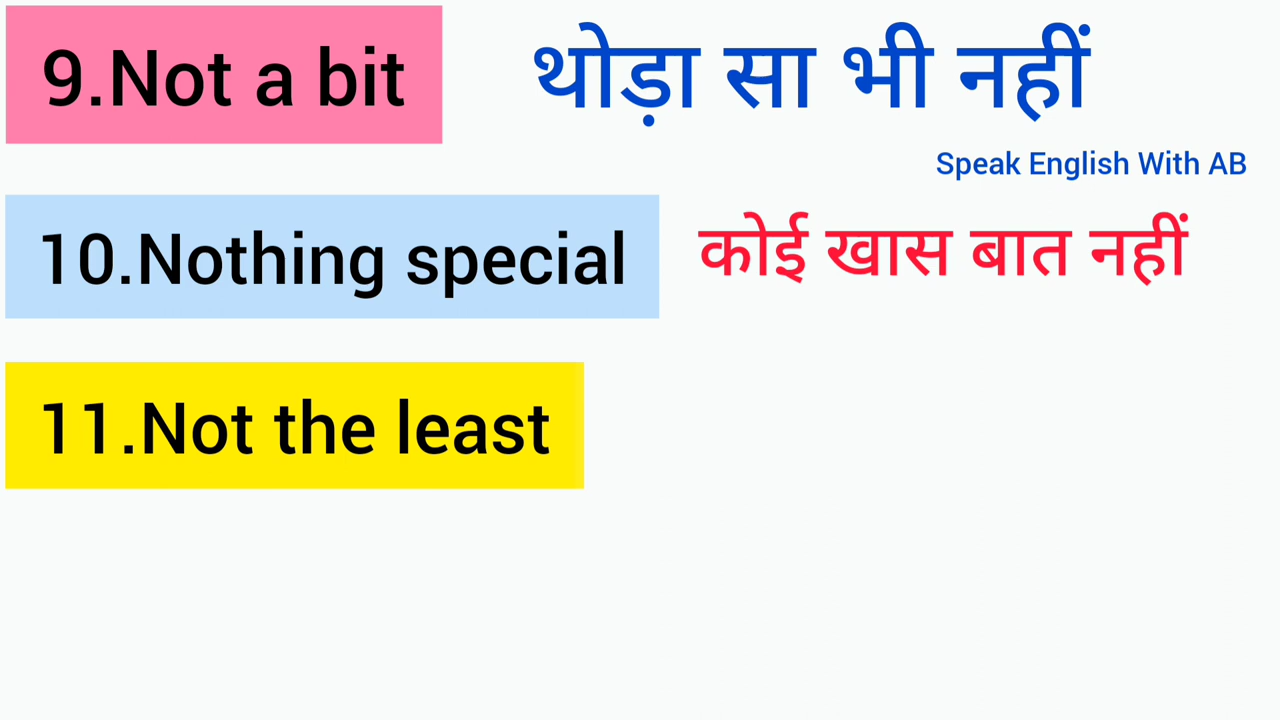 9.Not a bit थोड़ा सा भी नहीं
Speak English With AB
10.Nothing special कोई खास बात नहीं
11.Not the least